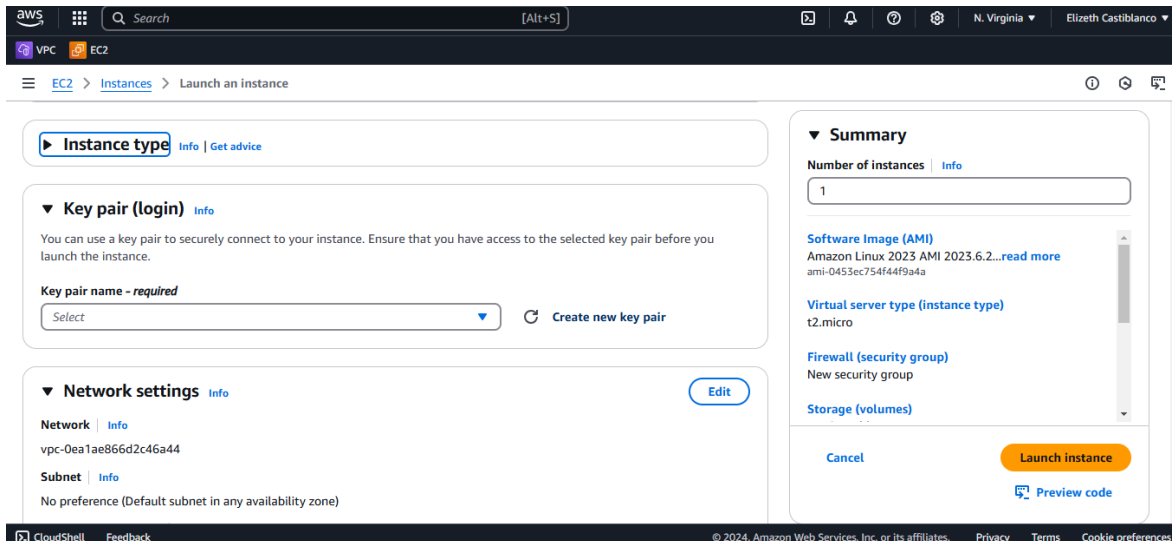 aws
Search [Alt+S] N. Virginia ▼ Elizeth Castiblanco ▼
VPC EC2
EC2 > Instances > Launch an instance
▶ Instance type Info | Get advice
▼ Key pair (login) Info
You can use a key pair to securely connect to your instance. Ensure that you have access to the selected key pair before you
launch the instance.
Key pair name - required
Select
Create new key pair
▼ Network settings Info
Edit
Network Info
vpc-0ea1ae866d2c46a44
Subnet Info
No preference (Default subnet in any availability zone)
▼ Summary
Number of instances Info
1
Software Image (AMI)
Amazon Linux 2023 AMI 2023.6.2...read more
ami-0453ec754f44f9a4a
Virtual server type (instance type)
t2.micro
Firewall (security group)
New security group
Storage (volumes)
Cancel
Launch instance
Preview code
CloudShell Feedback © 2024, Amazon Web Services, Inc. or its affiliates. Privacy Terms Cookie preferences